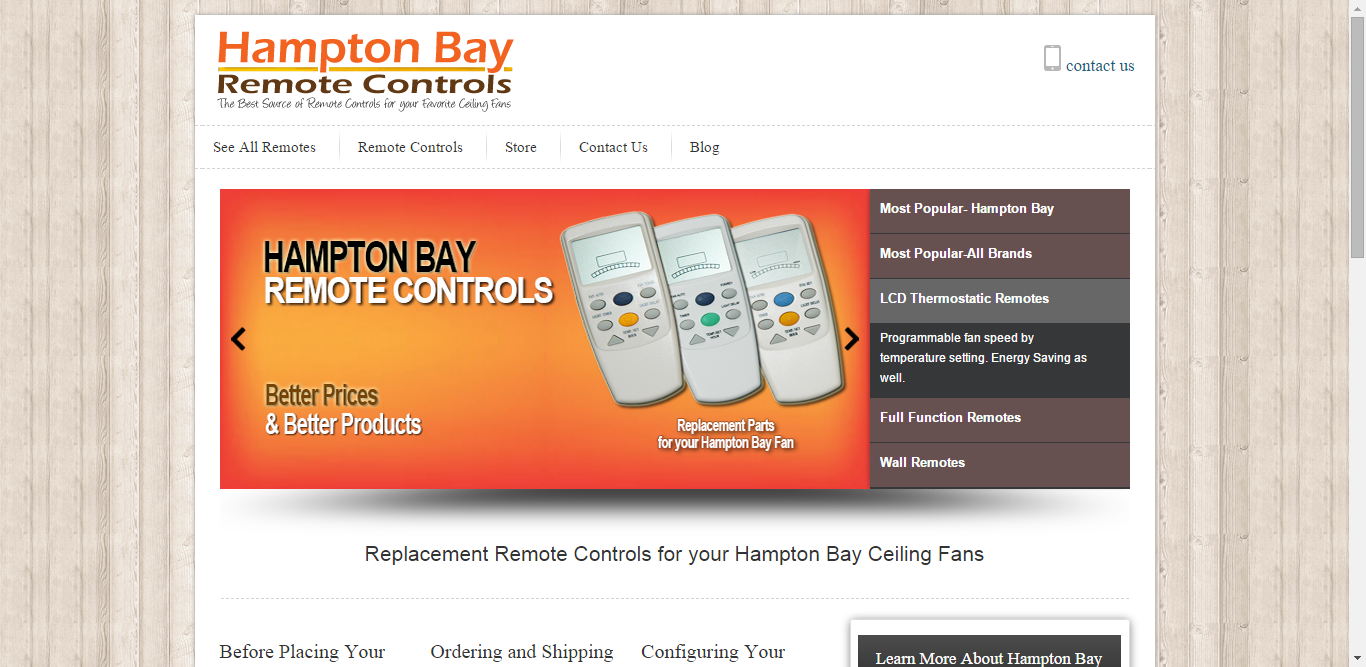 Hampton Bay
Remote Controls
The Best Source of Remote Controls for your Favorite Ceiling Fans
contact us
See All Remotes
Remote Controls
Store
Contact Us
Blog
HAMPTON BAY
REMOTE CONTROLS
Better Prices
& Better Products
Replacement Parts
for your Hampton Bay Fan
Most Popular- Hampton Bay
Most Popular-All Brands
LCD Thermostatic Remotes
Programmable fan speed by
temperature setting. Energy Saving as
well.
Full Function Remotes
Wall Remotes
Replacement Remote Controls for your Hampton Bay Ceiling Fans
Before Placing Your
Ordering and Shipping
Configuring Your
Learn More About Hampton Bay